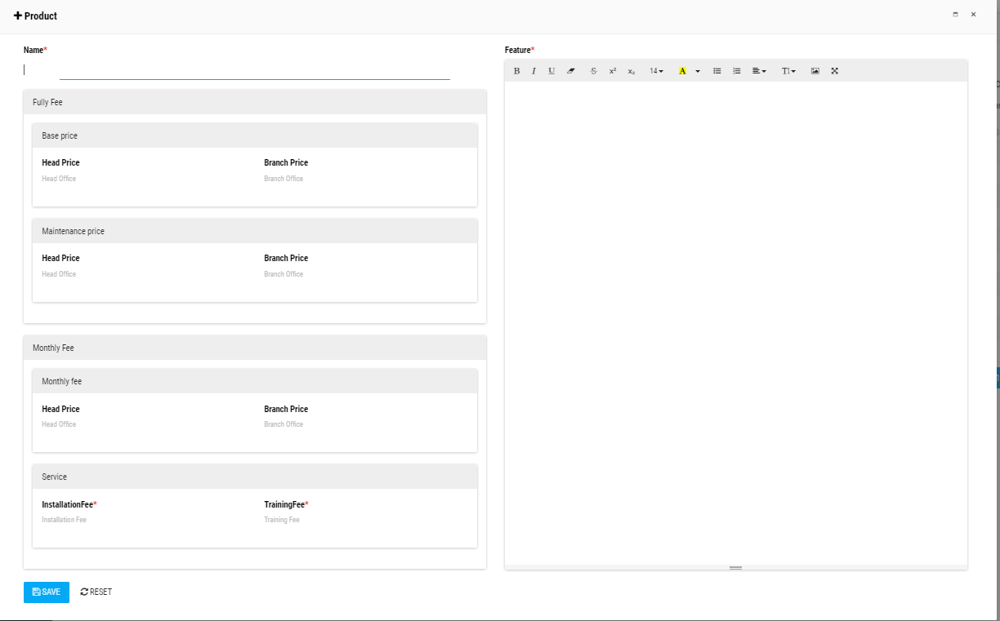 Product
Name*
Fully Fee
Base price
Head Price Branch Price
Head Office Branch Office
Maintenance price
Head Price Branch Price
Head Office Branch Office
Monthly Fee
Monthly fee
Head Price Branch Price
Head Office Branch Office
Service
InstallationFee* TrainingFee*
Installation Fee Training Fee
SAVE RESET
Feature*
B I U S x² x₂ 14 A T